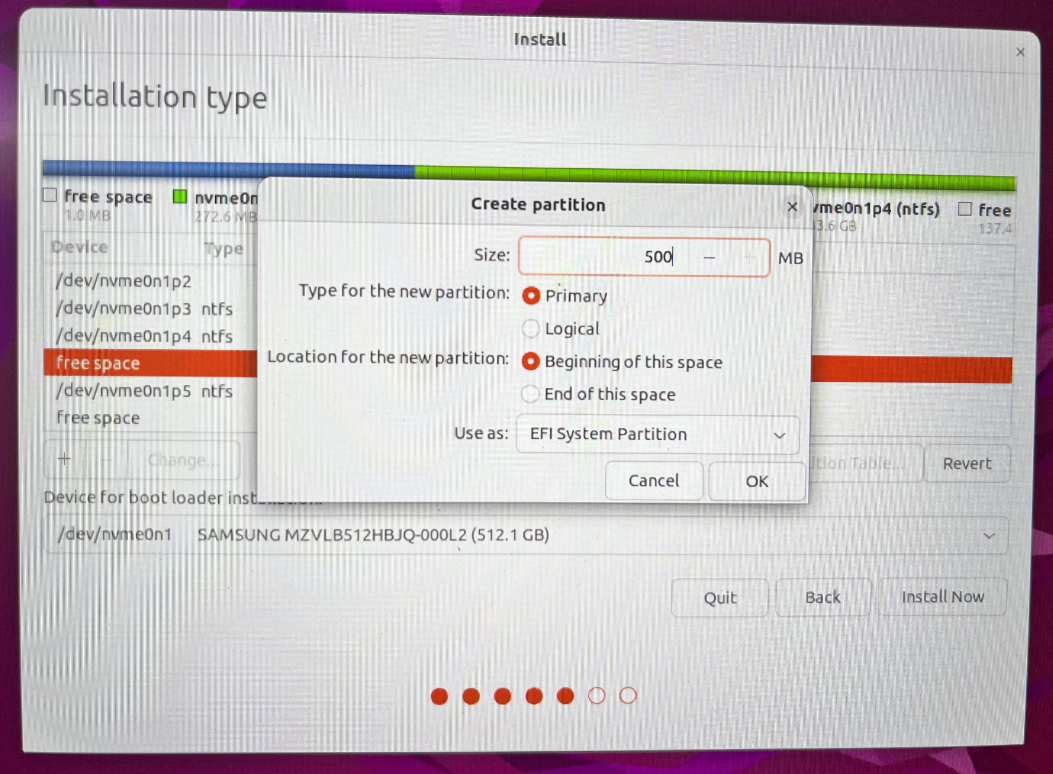 Install
Installation type
free space
1.0 MB
nvme0n
272.6 MB
vme0n1p4 (ntfs)
3.6 GB
free
137.4
Device Type
/dev/nvme0n1p2
/dev/nvme0n1p3 ntfs
/dev/nvme0n1p4 ntfs
free space
/dev/nvme0n1p5 ntfs
free space
Create partition
Size: 500 MB
Type for the new partition: Primary
Logical
Location for the new partition: Beginning of this space
End of this space
Use as: EFI System Partition
Cancel OK
+ - Change... ition Table... Revert
Device for boot loader inst
/dev/nvme0n1 SAMSUNG MZVLB512HBJQ-000L2 (512.1 GB)
Quit Back Install Now